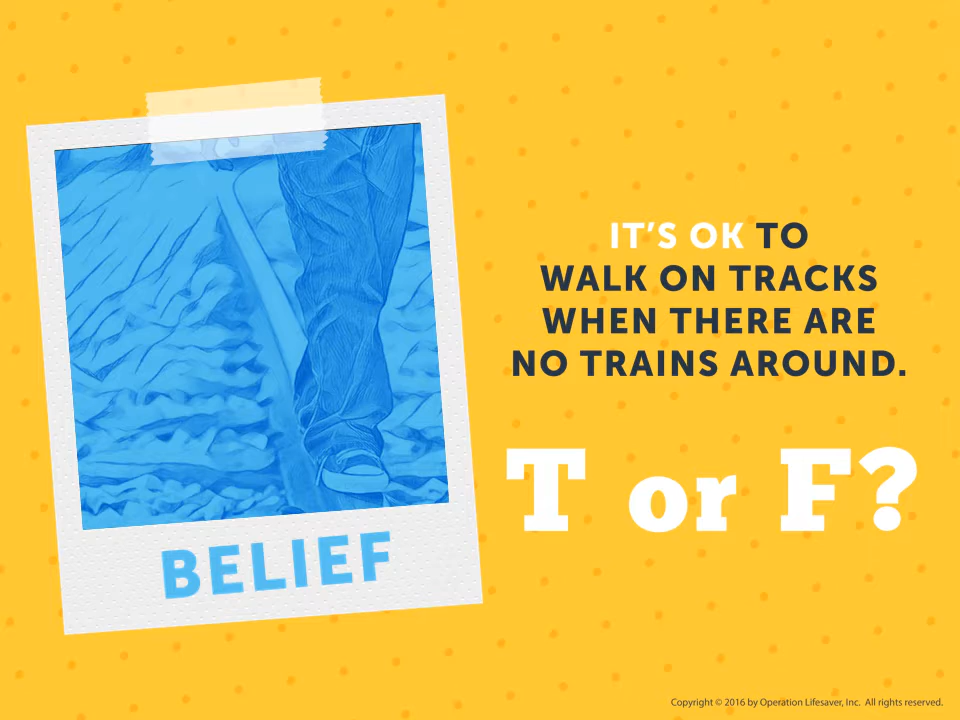 BELIEF
IT'S OK TO
WALK ON TRACKS
WHEN THERE ARE
NO TRAINS AROUND.
T or F?
Copyright © 2016 by Operation Lifesaver, Inc. All rights reserved.